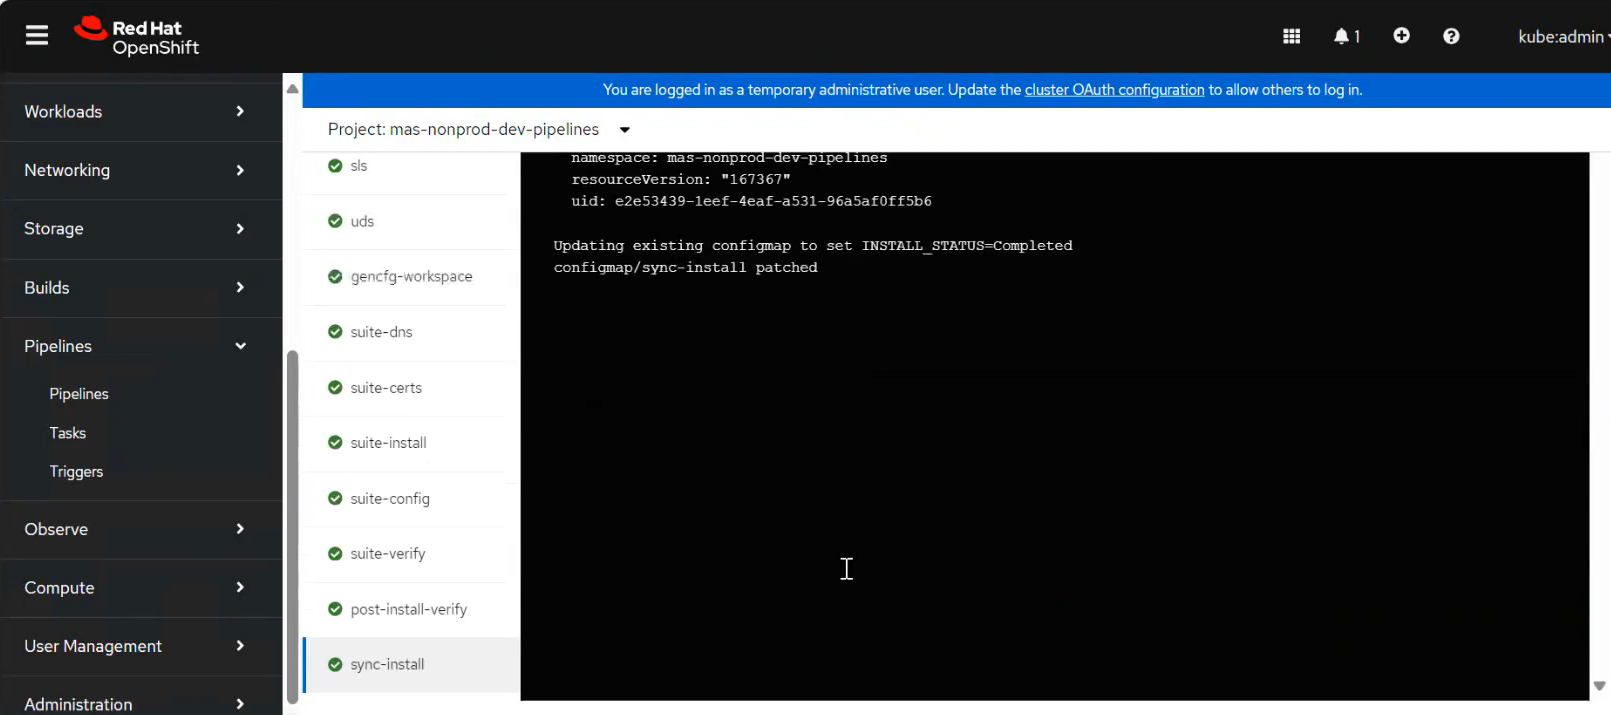 Red Hat
OpenShift
1
kube:admin
You are logged in as a temporary administrative user. Update the cluster OAuth configuration to allow others to log in.
Project: mas-nonprod-dev-pipelines
Workloads
Networking
Storage
Builds
Pipelines
Pipelines
Tasks
Triggers
Observe
Compute
User Management
Administration
sls
uds
gencfg-workspace
suite-dns
suite-certs
suite-install
suite-config
suite-verify
post-install-verify
sync-install
namespace: mas-nonprod-dev-pipelines
resourceVersion: "167367"
uid: e2e53439-1eef-4eaf-a531-96a5af0ff5b6
Updating existing configmap to set INSTALL_STATUS=Completed
configmap/sync-install patched